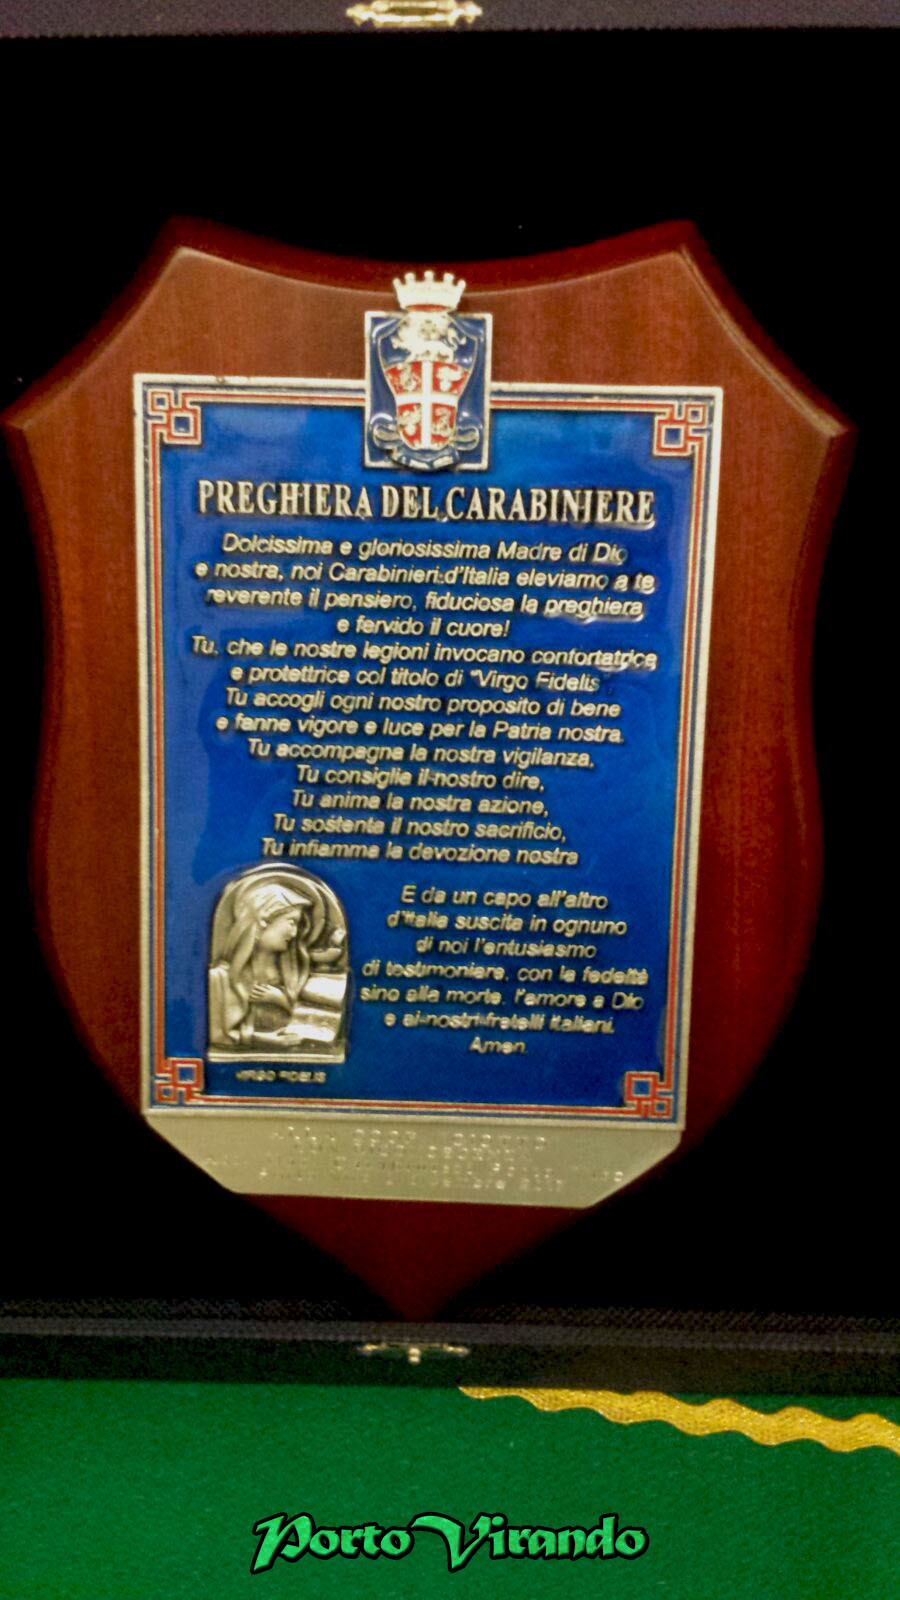 PREGHIERA DEL CARABINIERE
Dolcissima e gloriosissima Madre di Dio
e nostra, noi Carabinieri d'Italia eleviamo a te
reverente il pensiero, fiduciosa la preghiera
e fervido il cuore!
Tu, che le nostre legioni invocano confortatrice
e protettrice col titolo di "Virgo Fidelis"
Tu accogli ogni nostro proposito di bene
e fanne vigore e luce per la Patria nostra.
Tu accompagna la nostra vigilanza,
Tu consiglia il nostro dire,
Tu anima la nostra azione,
Tu sostenta il nostro sacrificio,
Tu infiamma la devozione nostra
E da un capo all'altro
d'Italia suscita in ognuno
di noi l'entusiasmo
di testimoniare, con la fedeltà
sino alla morte, l'amore a Dio
e ai nostri fratelli italiani.
Amen.
VIRGO FIDELIS
Porto Virando